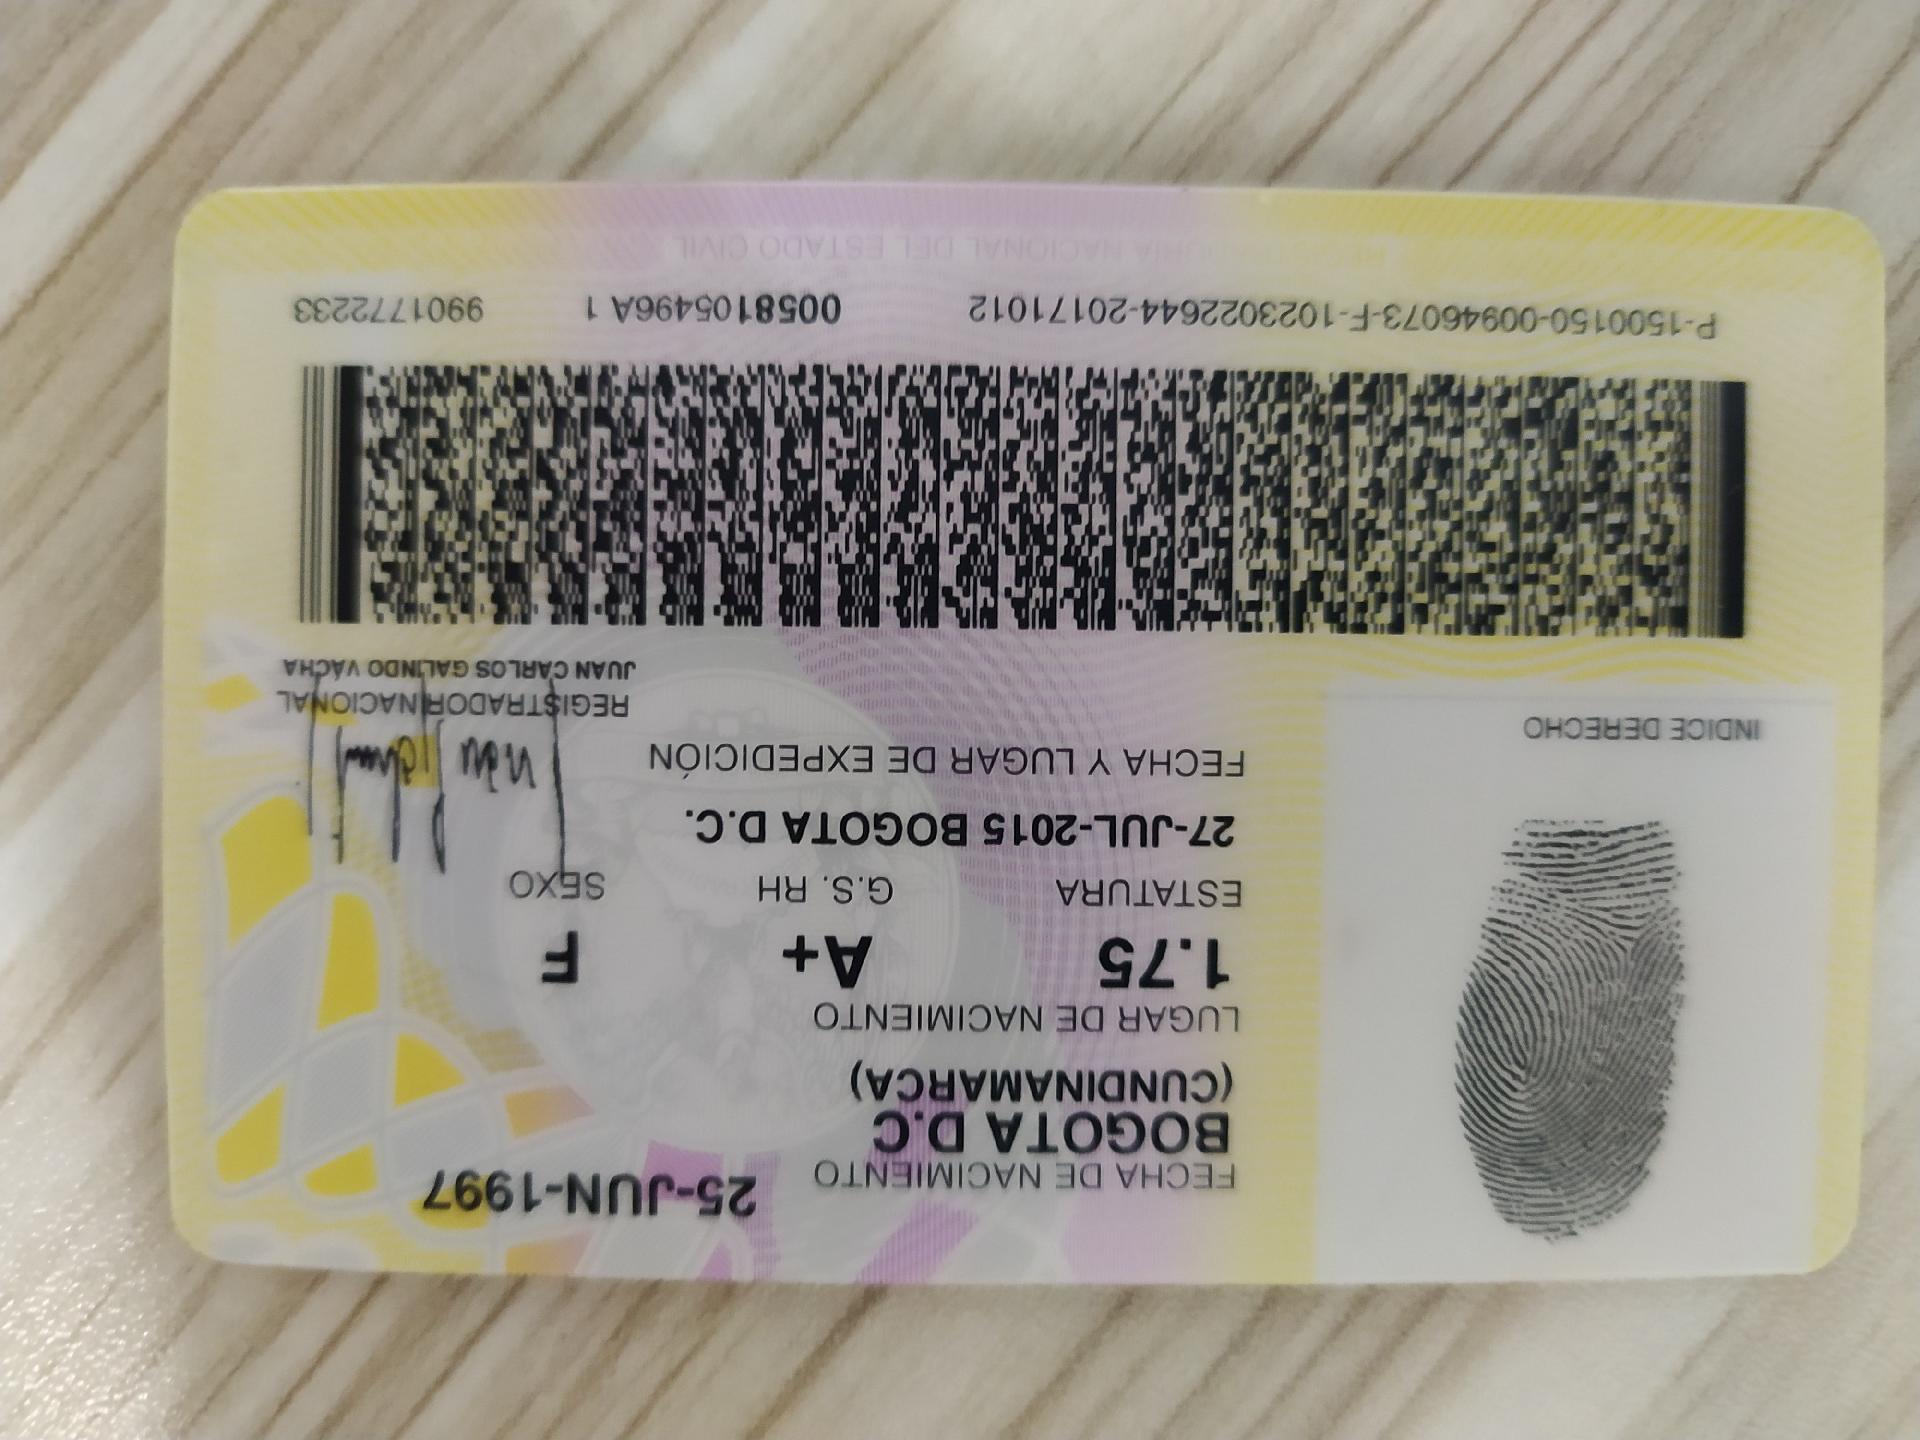 FECHA DE NACIMIENTO 25-JUN-1997
BOGOTA D.C
(CUNDINAMARCA)
LUGAR DE NACIMIENTO
1.75 A+ F
ESTATURA G.S. RH SEXO
27-JUL-2015 BOGOTA D.C.
FECHA Y LUGAR DE EXPEDICIÓN
INDICE DERECHO
REGISTRADOR NACIONAL
JUAN CARLOS GALINDO VÁCHA
P-1500150-00946073-F-1023022644-20171012 0058105496A 1 9901772233
REGISTRADURIA NACIONAL DEL ESTADO CIVIL